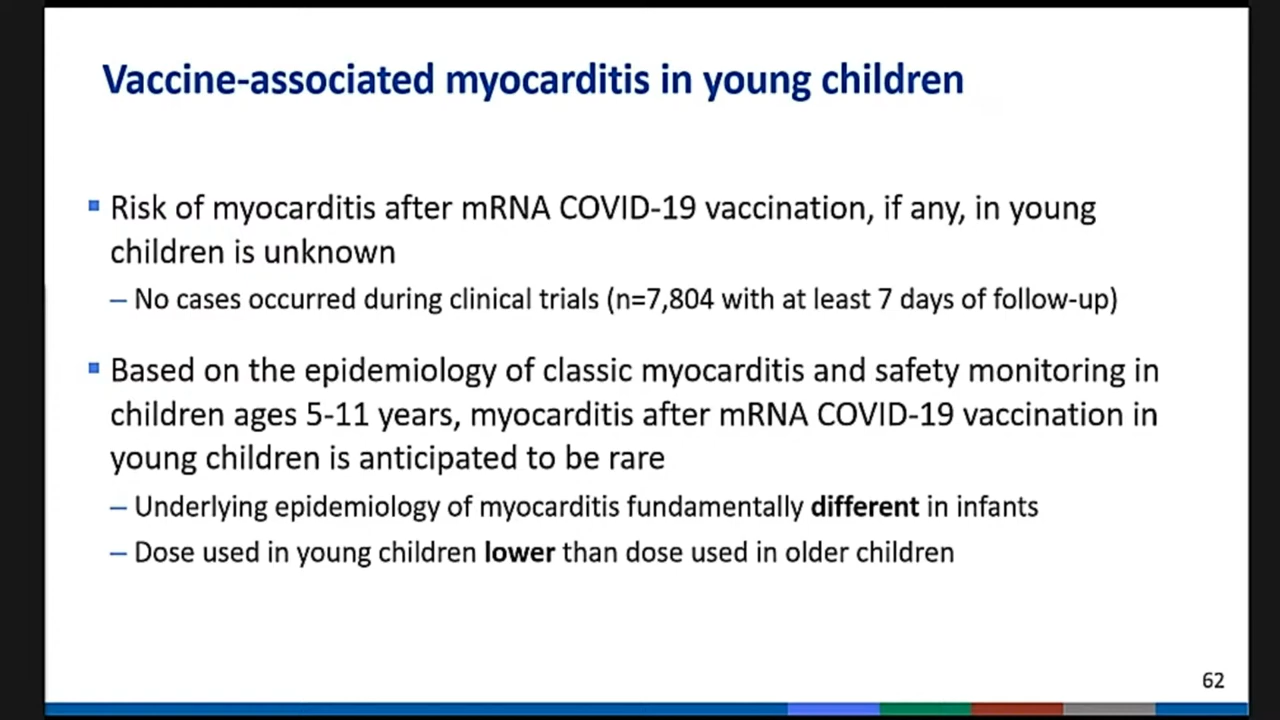 Vaccine-associated myocarditis in young children
▪ Risk of myocarditis after mRNA COVID-19 vaccination, if any, in young
children is unknown
– No cases occurred during clinical trials (n=7,804 with at least 7 days of follow-up)
▪ Based on the epidemiology of classic myocarditis and safety monitoring in
children ages 5-11 years, myocarditis after mRNA COVID-19 vaccination in
young children is anticipated to be rare
– Underlying epidemiology of myocarditis fundamentally different in infants
– Dose used in young children lower than dose used in older children
62